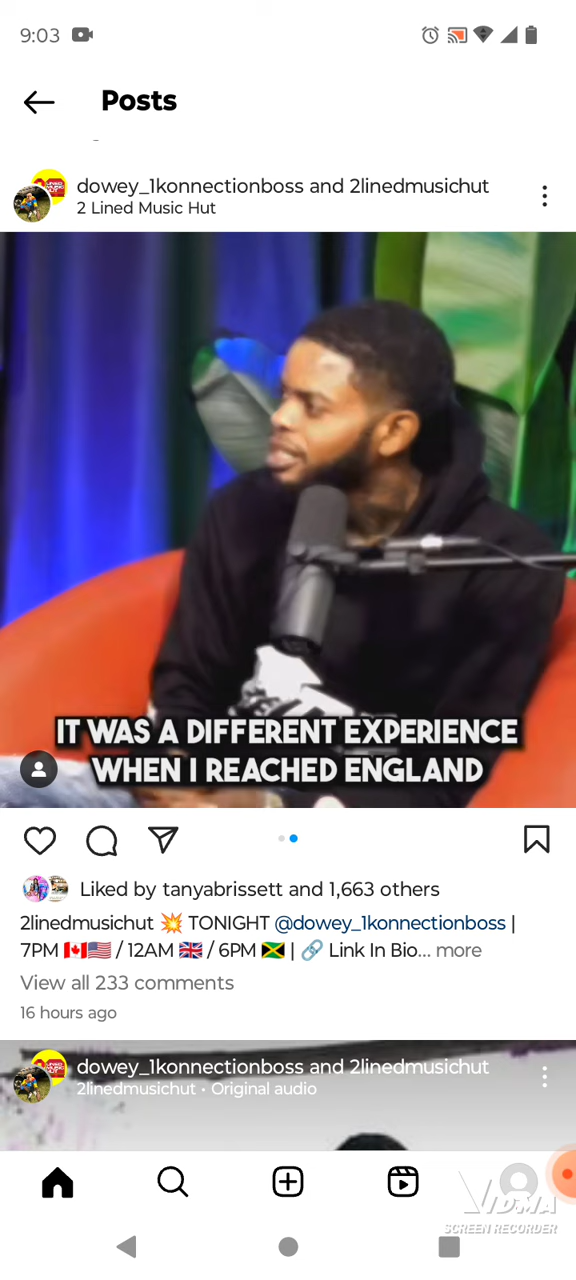 9:03
Posts
dowey_1konnectionboss and 2linedmusichut
2 Lined Music Hut
IT WAS A DIFFERENT EXPERIENCE
WHEN I REACHED ENGLAND
Liked by tanyabrissett and 1,663 others
2linedmusichut 💥 TONIGHT @dowey_1konnectionboss |
7PM 🇨🇦🇺🇸 / 12AM 🇬🇧 / 6PM 🇯🇲 | 🔗 Link In Bio... more
View all 233 comments
16 hours ago
dowey_1konnectionboss and 2linedmusichut
2linedmusichut • Original audio
VIDMA
SCREEN RECORDER